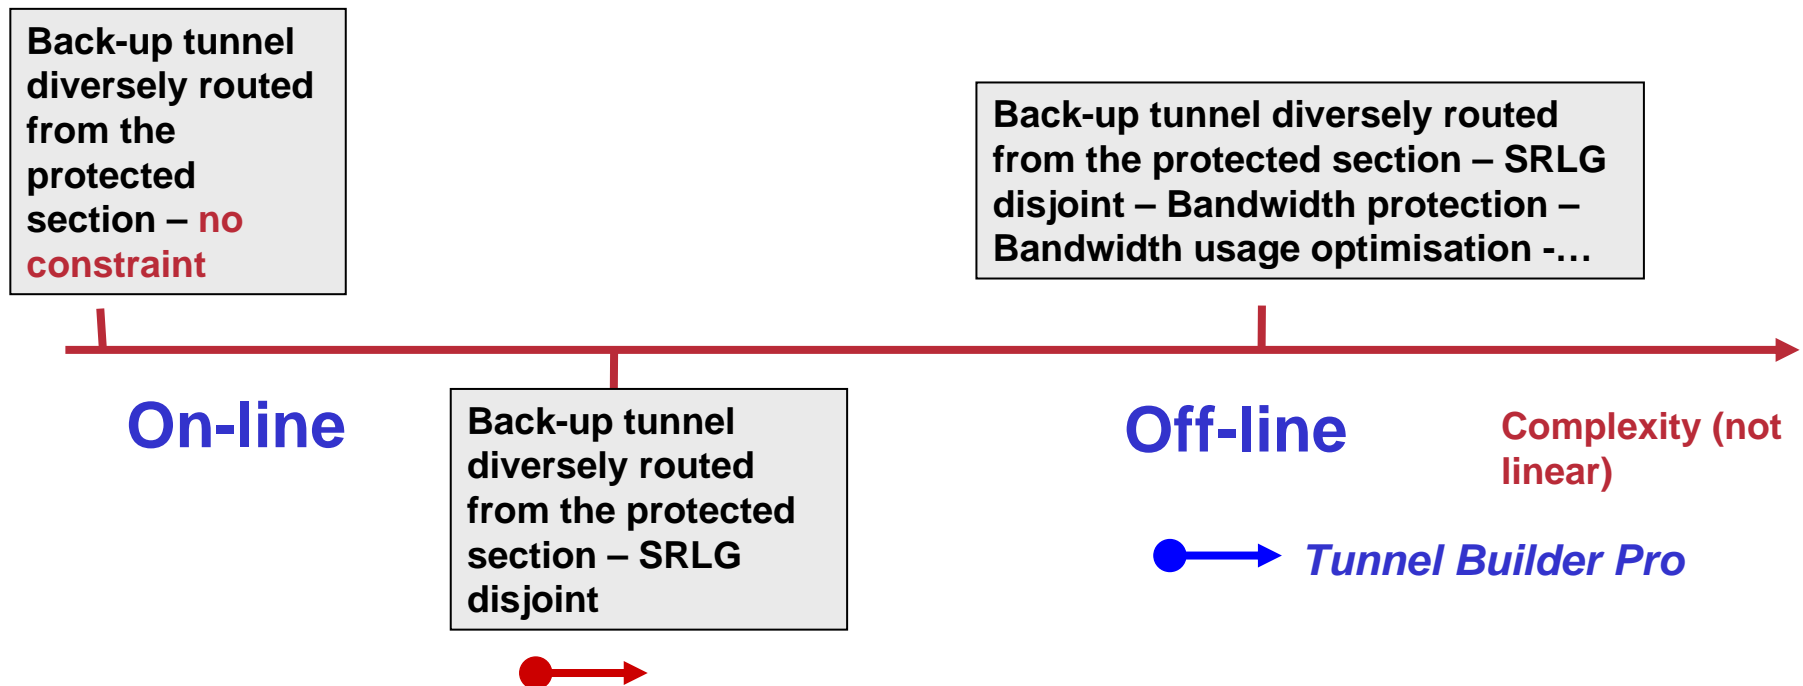 Back-up tunnel
diversely routed
from the
protected
section – no
constraint
Back-up tunnel diversely routed
from the protected section – SRLG
disjoint – Bandwidth protection –
Bandwidth usage optimisation -…
On-line
Back-up tunnel
diversely routed
from the protected
section – SRLG
disjoint
Off-line
Complexity (not
linear)
Tunnel Builder Pro